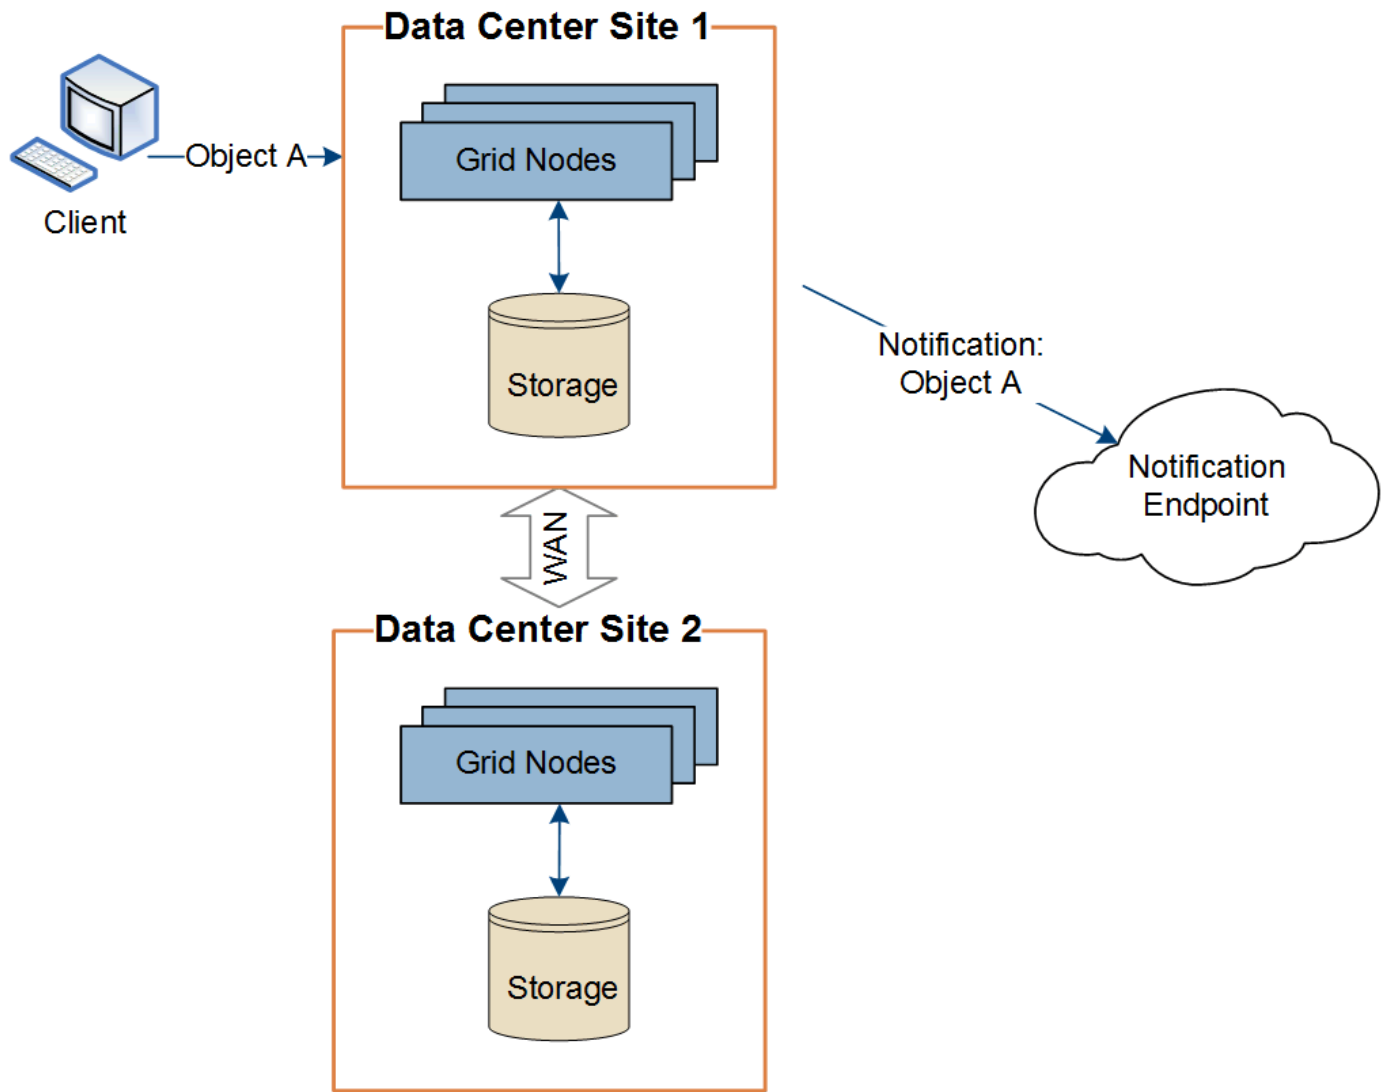 Data Center Site 1
Grid Nodes
Object A
Client
Storage
Notification:
Object A
Notification
Endpoint
WAN
Data Center Site 2
Grid Nodes
Storage